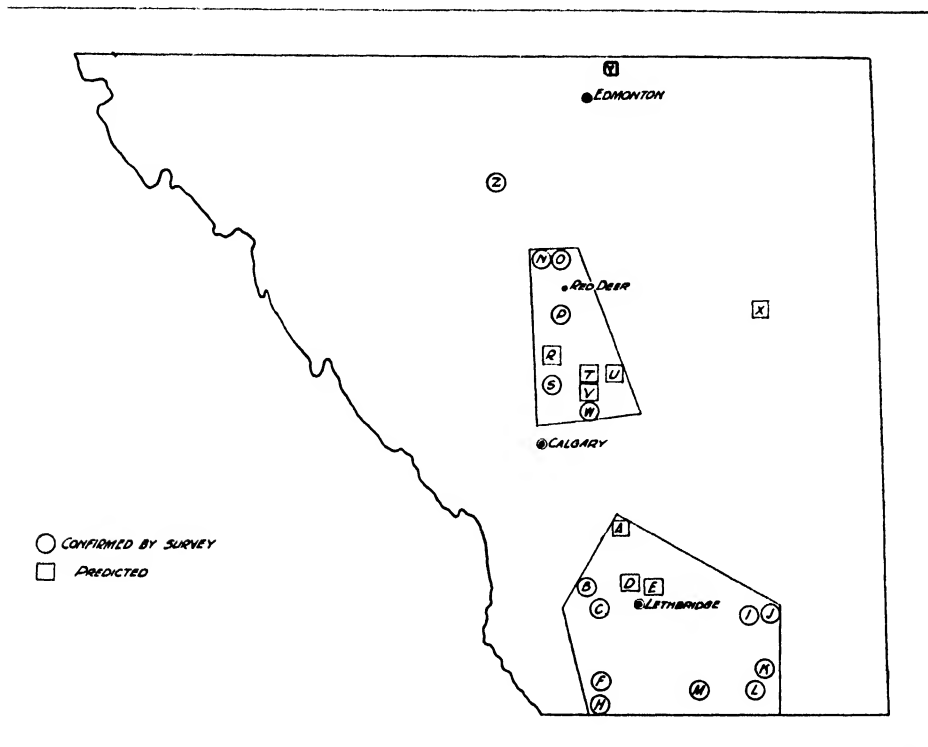 Y
EDMONTON
Z
N O
RED DEER
P
X
R
T U
S
V
W
CALGARY
A
CONFIRMED BY SURVEY
PREDICTED
B
D E
C
LETHBRIDGE
I J
K
F
M
L
H